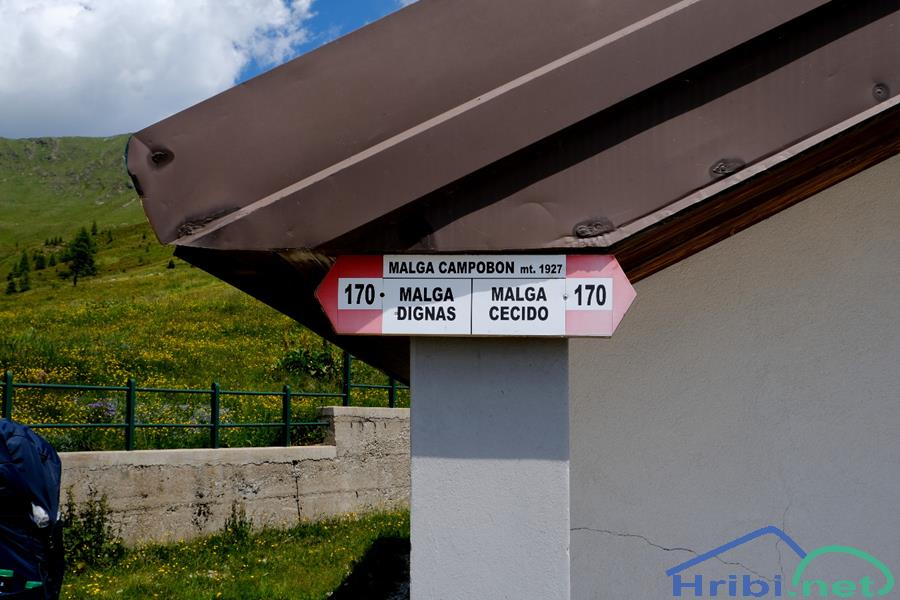 MALGA CAMPOBON mt. 1927
170 MALGA DIGNAS
MALGA CECIDO 170
Hribi.net